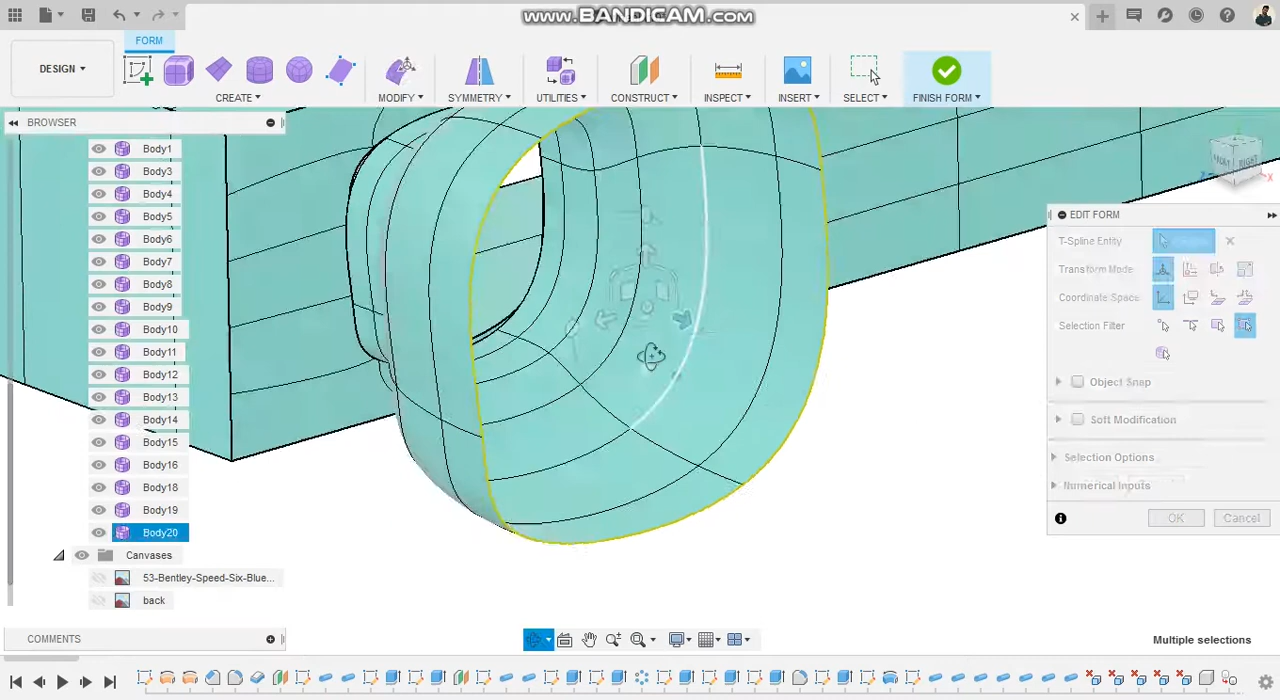 www.BANDICAM.com
DESIGN
FORM
CREATE
MODIFY
SYMMETRY
UTILITIES
CONSTRUCT
INSPECT
INSERT
SELECT
FINISH FORM
BROWSER
Body1
Body3
Body4
Body5
Body6
Body7
Body8
Body9
Body10
Body11
Body12
Body13
Body14
Body15
Body16
Body18
Body19
Body20
Canvases
53-Bentley-Speed-Six-Blue...
back
COMMENTS
FRONT RIGHT
EDIT FORM
T-Spline Entity
Transform Mode
Coordinate Space
Selection Filter
Object Snap
Soft Modification
Selection Options
Numerical Inputs
OK Cancel
Multiple selections